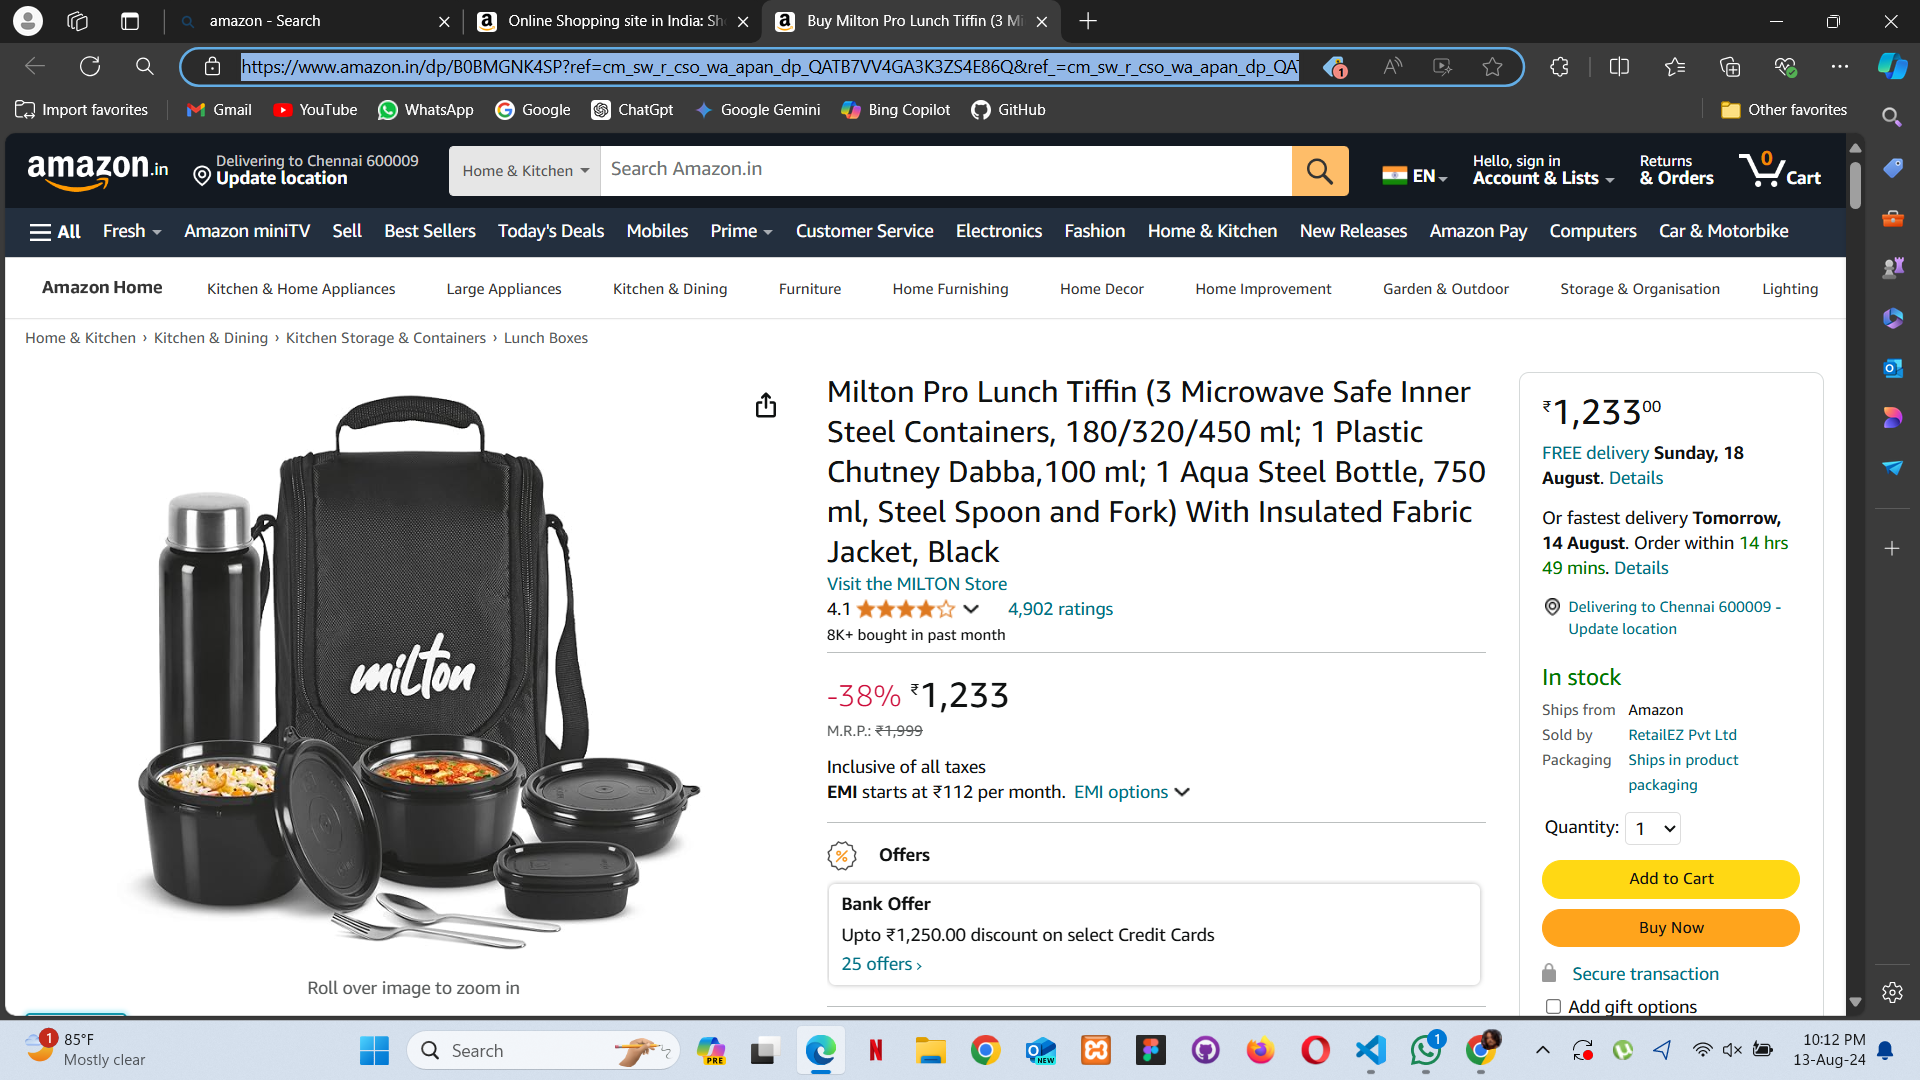 amazon - Search
Online Shopping site in India: Sh
Buy Milton Pro Lunch Tiffin (3 Mi
https://www.amazon.in/dp/B0BMGNK4SP?ref=cm_sw_r_cso_wa_apan_dp_QATB7VV4GA3K3ZS4E86Q&ref_=cm_sw_r_cso_wa_apan_dp_QAT
1
Import favorites
Gmail
YouTube
WhatsApp
Google
ChatGpt
Google Gemini
Bing Copilot
GitHub
Other favorites
amazon.in
Delivering to Chennai 600009
Update location
Home & Kitchen
Search Amazon.in
EN
Hello, sign in
Account & Lists
Returns
& Orders
0
Cart
All
Fresh
Amazon miniTV
Sell
Best Sellers
Today's Deals
Mobiles
Prime
Customer Service
Electronics
Fashion
Home & Kitchen
New Releases
Amazon Pay
Computers
Car & Motorbike
Amazon Home
Kitchen & Home Appliances
Large Appliances
Kitchen & Dining
Furniture
Home Furnishing
Home Decor
Home Improvement
Garden & Outdoor
Storage & Organisation
Lighting
Home & Kitchen › Kitchen & Dining › Kitchen Storage & Containers › Lunch Boxes
milton
Roll over image to zoom in
Milton Pro Lunch Tiffin (3 Microwave Safe Inner
Steel Containers, 180/320/450 ml; 1 Plastic
Chutney Dabba,100 ml; 1 Aqua Steel Bottle, 750
ml, Steel Spoon and Fork) With Insulated Fabric
Jacket, Black
Visit the MILTON Store
4.1
4,902 ratings
8K+ bought in past month
-38% ₹1,233
M.R.P.: ₹1,999
Inclusive of all taxes
EMI starts at ₹112 per month. EMI options
%
Offers
Bank Offer
Upto ₹1,250.00 discount on select Credit Cards
25 offers ›
₹1,23300
FREE delivery Sunday, 18
August. Details
Or fastest delivery Tomorrow,
14 August. Order within 14 hrs
49 mins. Details
Delivering to Chennai 600009 -
Update location
In stock
Ships from Amazon
Sold by RetailEZ Pvt Ltd
Packaging Ships in product
packaging
Quantity: 1
Add to Cart
Buy Now
Secure transaction
Add gift options
1
85°F
Mostly clear
Search
PRE
N
NEW
1
10:12 PM
13-Aug-24